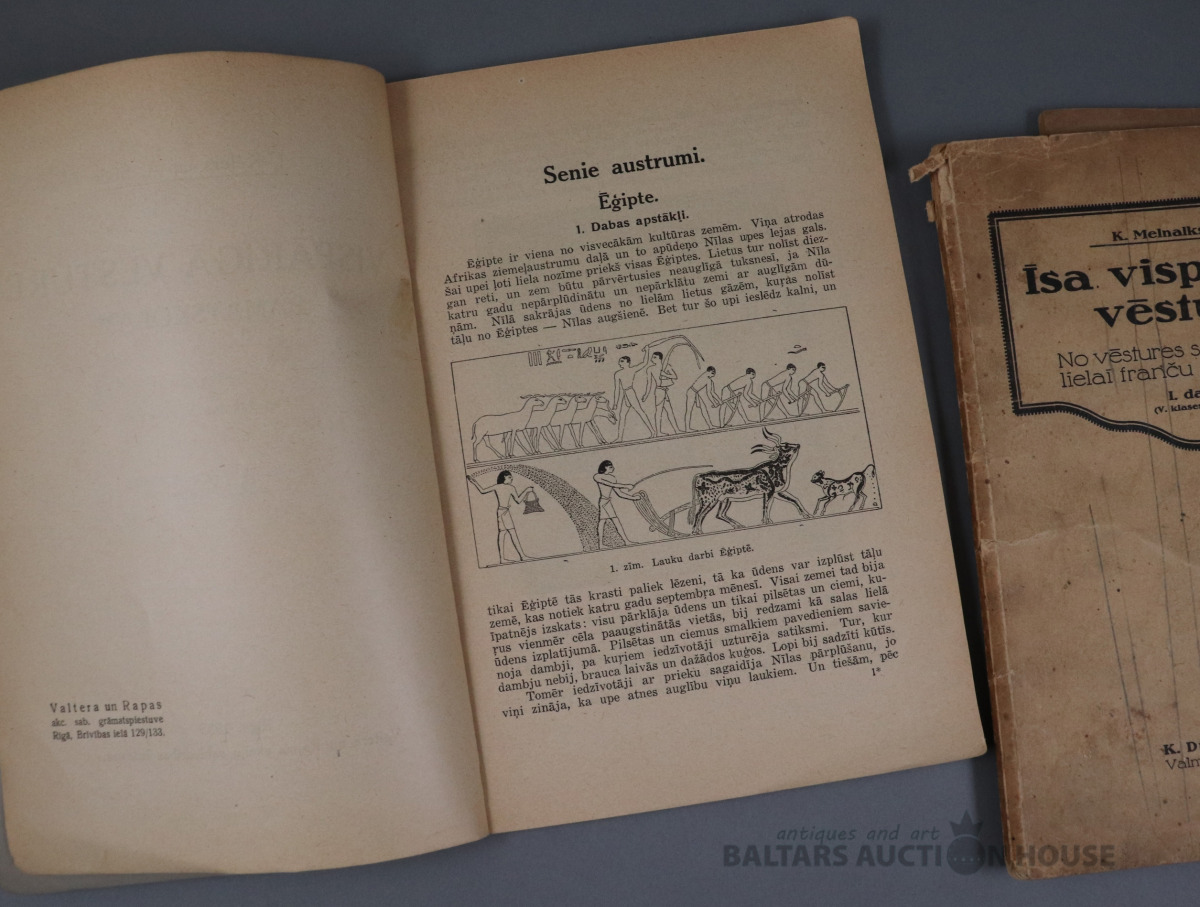 Valtera un Rapas
akc. sab. grāmatspiestuve
Rīgā, Brīvības ielā 129/133.
Senie austrumi.
Ēģipte.
1. Dabas apstākļi.
Ēģipte ir viena no visvecākām kultūras zemēm. Viņa atrodas
Afrikas ziemeļaustrumu daļā un to apūdeņo Nīlas upes lejas gals.
Šai upei ļoti liela nozīme priekš visas Ēģiptes. Lietus tur nolīst diez-
gan reti, un zem būtu pārvērtusies neauglīgā tuksnesī, ja Nīla
katru gadu nepārplūdinātu un nepārklātu zemi ar auglīgām dū-
ņām. Nīlā sakrājas ūdens no lielām lietus gāzēm, kuŗās nolīst
tāļu no Ēģiptes — Nīlas augšienē. Bet tur šo upi ieslēdz kalni, un
1. zīm. Lauku darbi Ēģiptē.
tikai Ēģiptē tās krasti paliek lēzeni, tā ka ūdens var izplūst tāļu
zemē, kas notiek katru gadu septembŗa mēnesī. Visai zemei tad bija
īpatnējs izskats: visu pārklāja ūdens un tikai pilsētas un ciemi, ku-
ŗus vienmēr cēla paaugstinātās vietās, bij redzami kā salas lielā
ūdens izplatījumā. Pilsētas un ciemus smalkiem pavedieniem savie-
noja dambji, pa kuŗiem iedzīvotāji uzturēja satiksmi. Tur, kur
dambju nebij, brauca laivās un dažādos kuģos. Lopi bij sadzīti kūtīs.
Tomēr iedzīvotāji ar prieku sagaidīja Nīlas pārplūšanu, jo
viņi zināja, ka upe atnes auglību viņu laukiem. Un tiešām, pēc
1*
K. Melnalks
Īsa visp
vēstu
No vēstures s
lielai franču
I. da
(V. klase
K. D
Valm
antiques and art
BALTARS AUCTION HOUSE